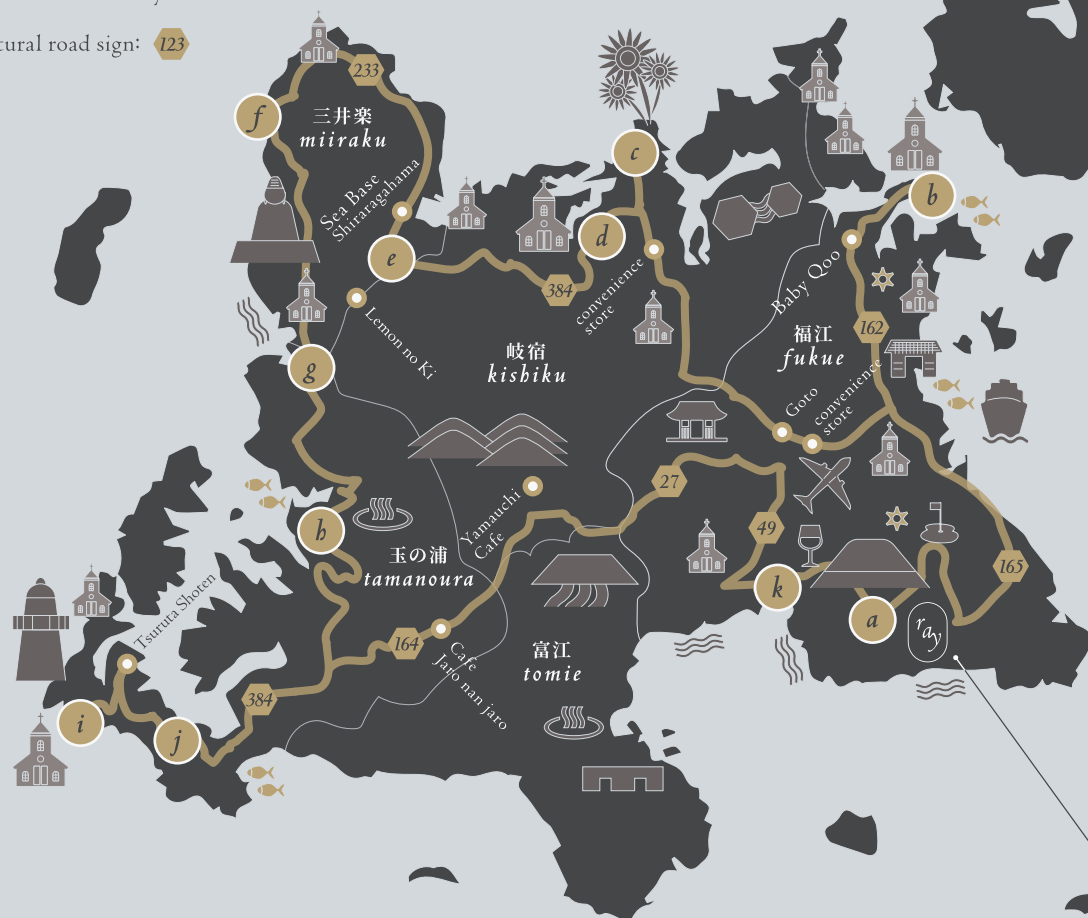 tural road sign: 123
233
f
三井楽
miiraku
c
b
Sea Base
Shiraragahama
e
d
384
convenience
store
Baby Qoo
162
福江
fukue
Lemon no Ki
g
岐宿
kishiku
Goto
convenience
store
27
Yamauchi
Cafe
49
h
玉の浦
tamanoura
k
165
a
ray
Tsuruta Shoten
164
Cafe
Jaro nan jaro
富江
tomie
384
i
j